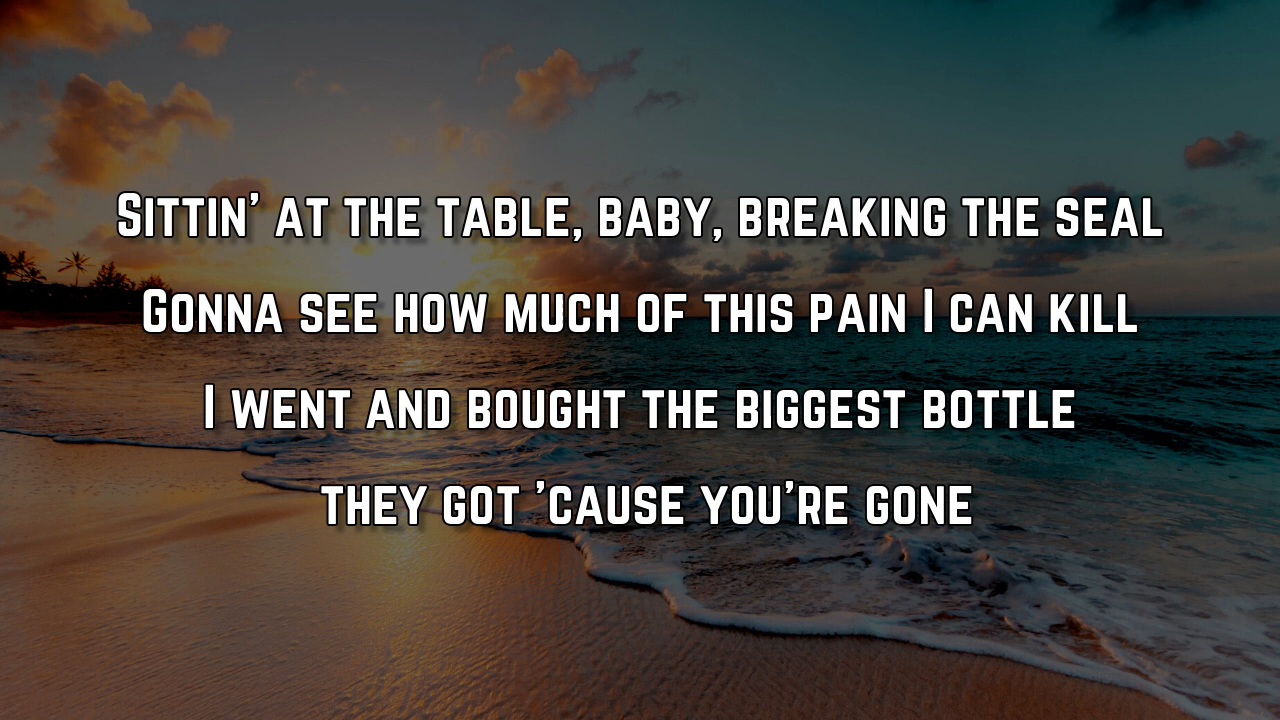 Sittin' at the table, baby, breaking the seal
Gonna see how much of this pain I can kill
I went and bought the biggest bottle
they got 'cause you're gone